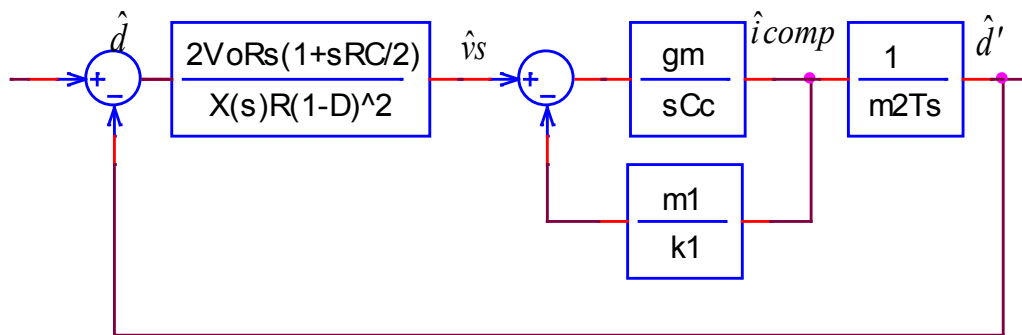 d̂
2VoRs(1+sRC/2)
X(s)R(1-D)^2
v̂s
gm
sCc
îcomp
1
m2Ts
d̂'
+
−
+
−
m1
k1